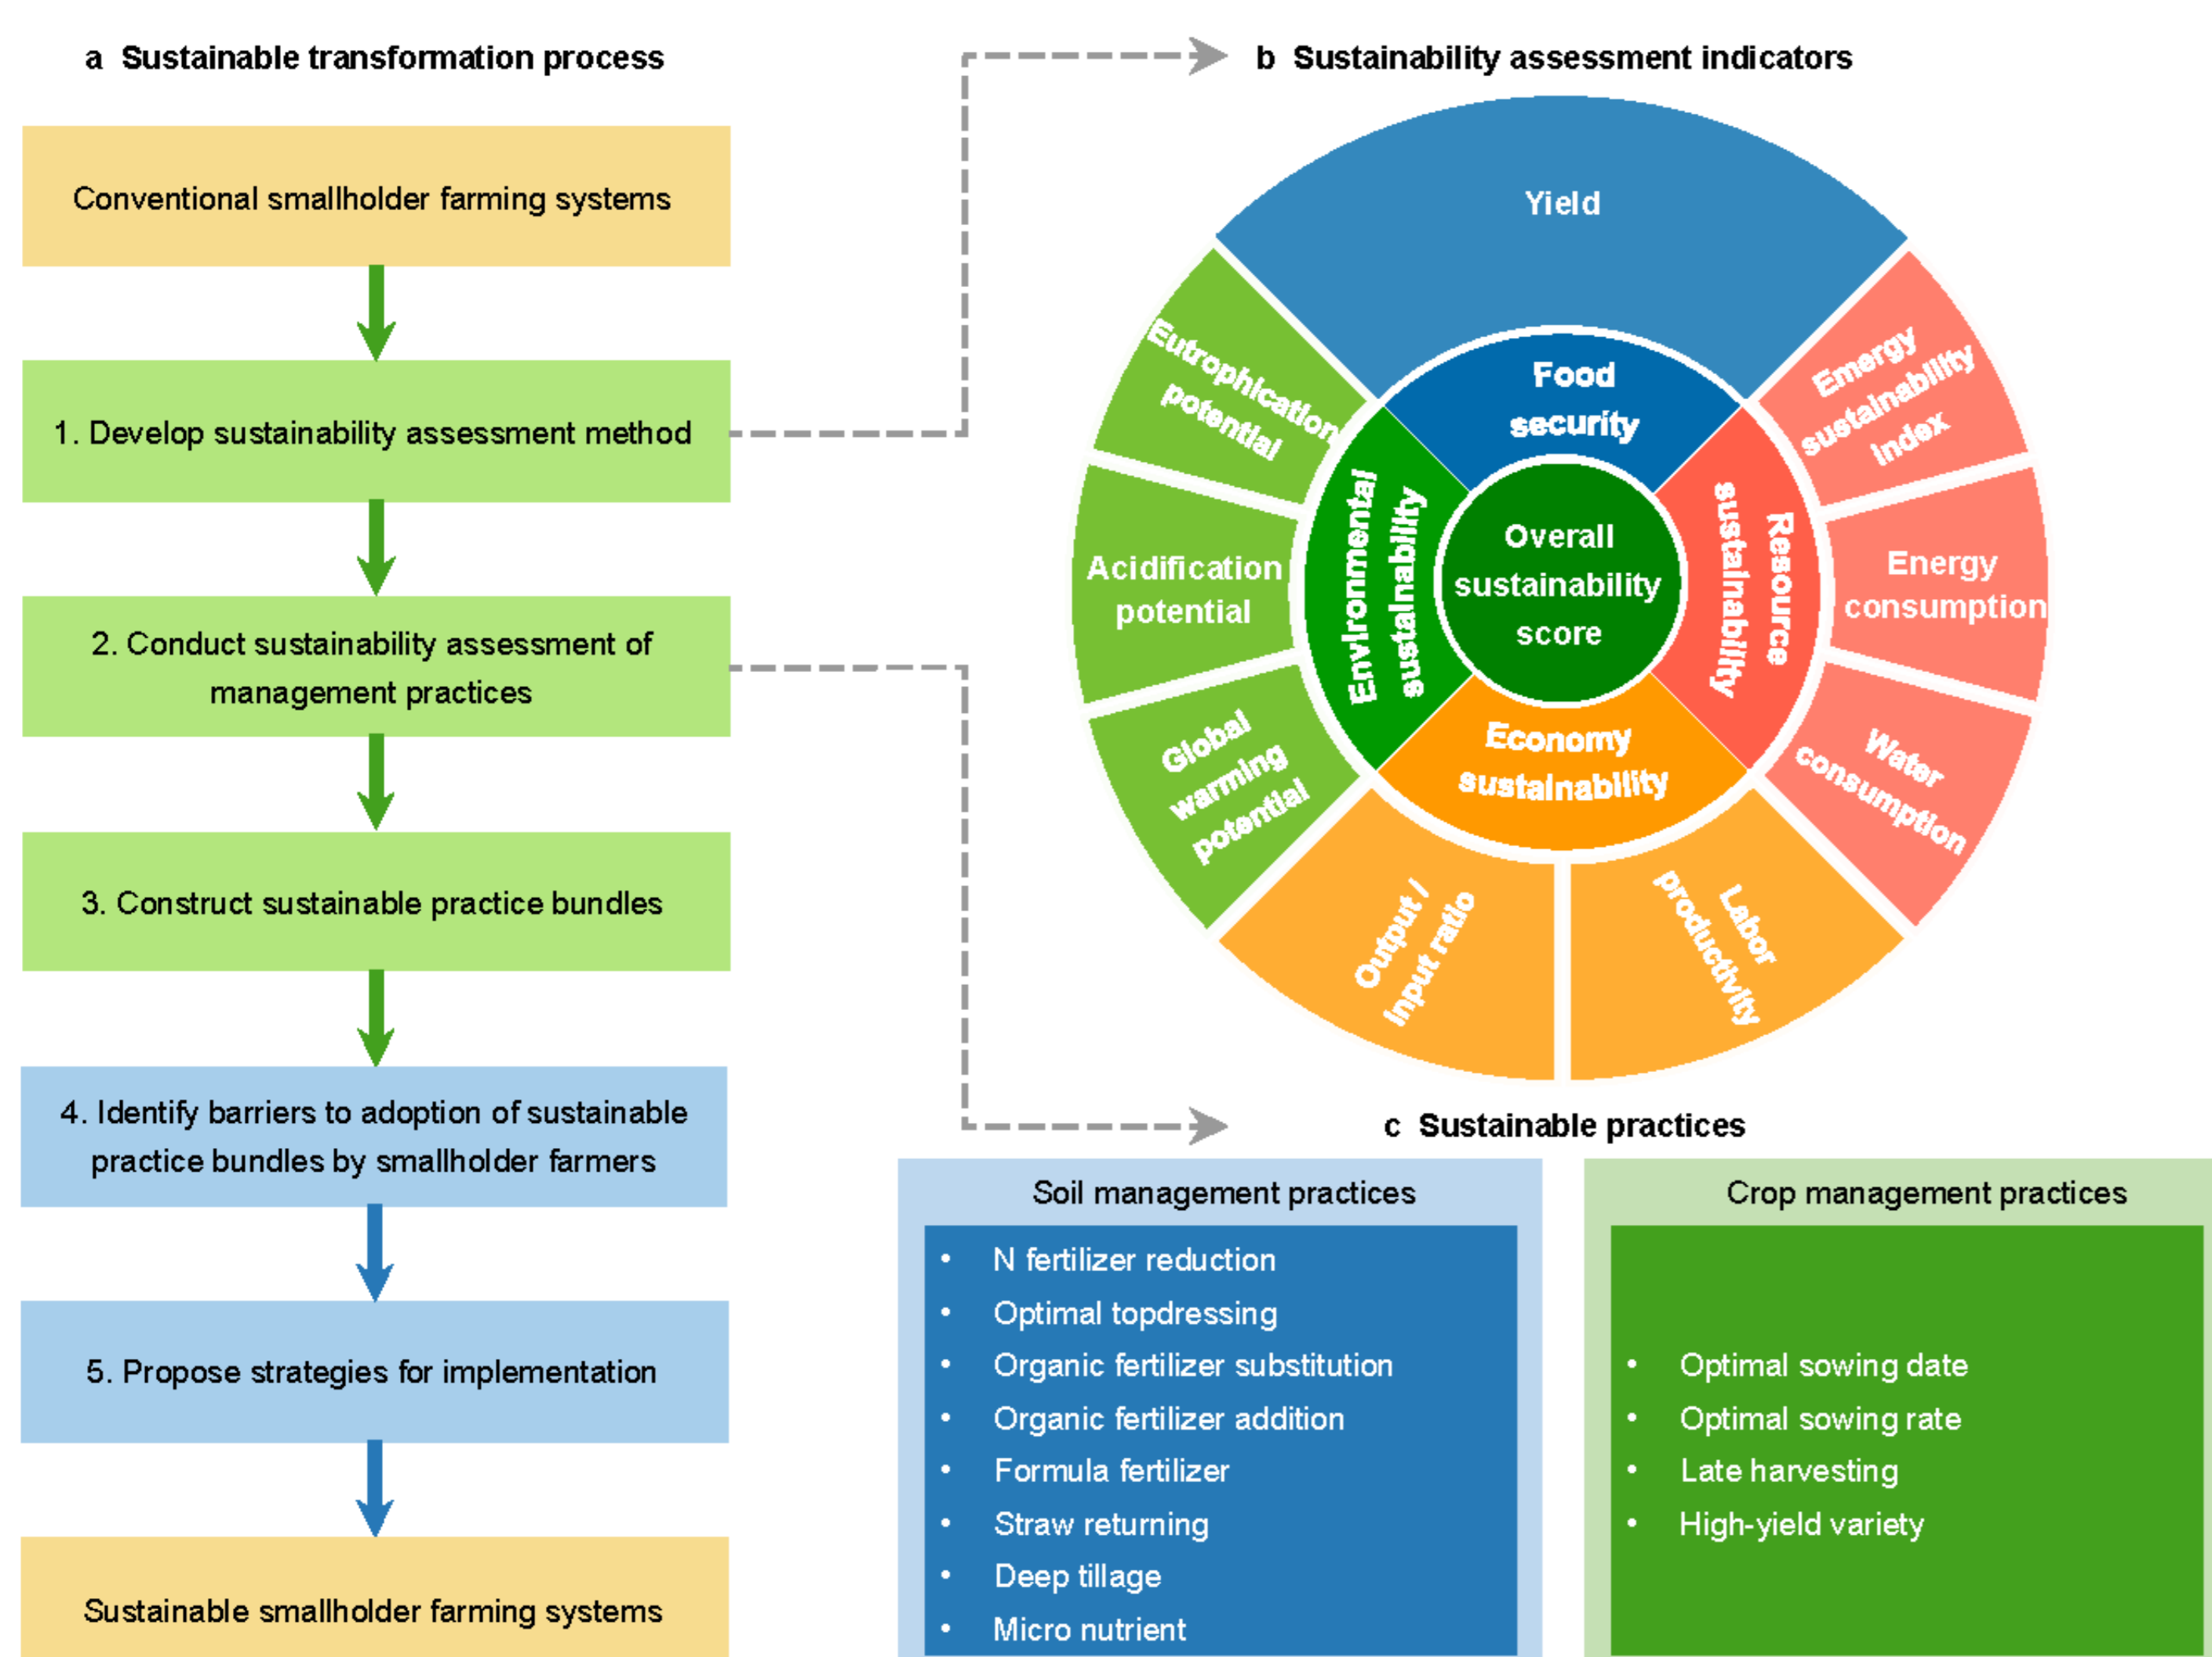 a Sustainable transformation process
Conventional smallholder farming systems
1. Develop sustainability assessment method
2. Conduct sustainability assessment of
management practices
3. Construct sustainable practice bundles
4. Identify barriers to adoption of sustainable
practice bundles by smallholder farmers
5. Propose strategies for implementation
Sustainable smallholder farming systems
b Sustainability assessment indicators
Yield
Eutrophication
potential
Acidification
potential
Global
warming
potential
Output /
input ratio
Labor
productivity
Water
consumption
Energy
consumption
Emergy
sustainability
index
Food
security
Environmental
sustainability
Resource
sustainability
Economy
sustainability
Overall
sustainability
score
c Sustainable practices
Soil management practices
• N fertilizer reduction
• Optimal topdressing
• Organic fertilizer substitution
• Organic fertilizer addition
• Formula fertilizer
• Straw returning
• Deep tillage
• Micro nutrient
Crop management practices
• Optimal sowing date
• Optimal sowing rate
• Late harvesting
• High-yield variety